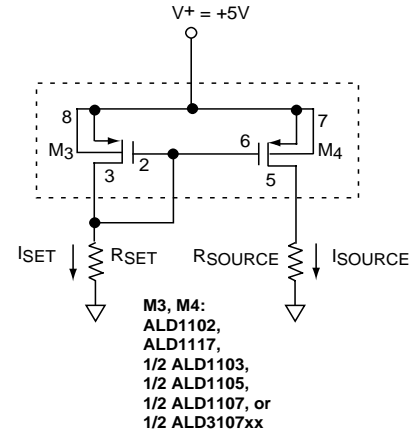 V+ = +5V
8
7
M3
2
6
M4
3
5
ISET
RSET
RSOURCE
ISOURCE
M3, M4:
ALD1102,
ALD1117,
1/2 ALD1103,
1/2 ALD1105,
1/2 ALD1107, or
1/2 ALD3107xx